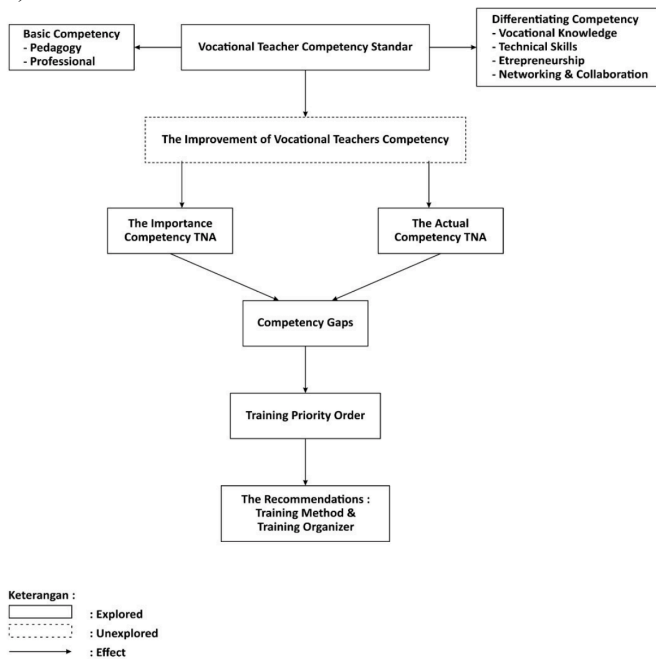 Basic Competency
- Pedagogy
- Professional
Vocational Teacher Competency Standar
Differentiating Competency
- Vocational Knowledge
- Technical Skills
- Etrepreneurship
- Networking & Collaboration
The Improvement of Vocational Teachers Competency
The Importance
Competency TNA
The Actual
Competency TNA
Competency Gaps
Training Priority Order
The Recommendations :
Training Method &
Training Organizer
Keterangan :
: Explored
: Unexplored
: Effect